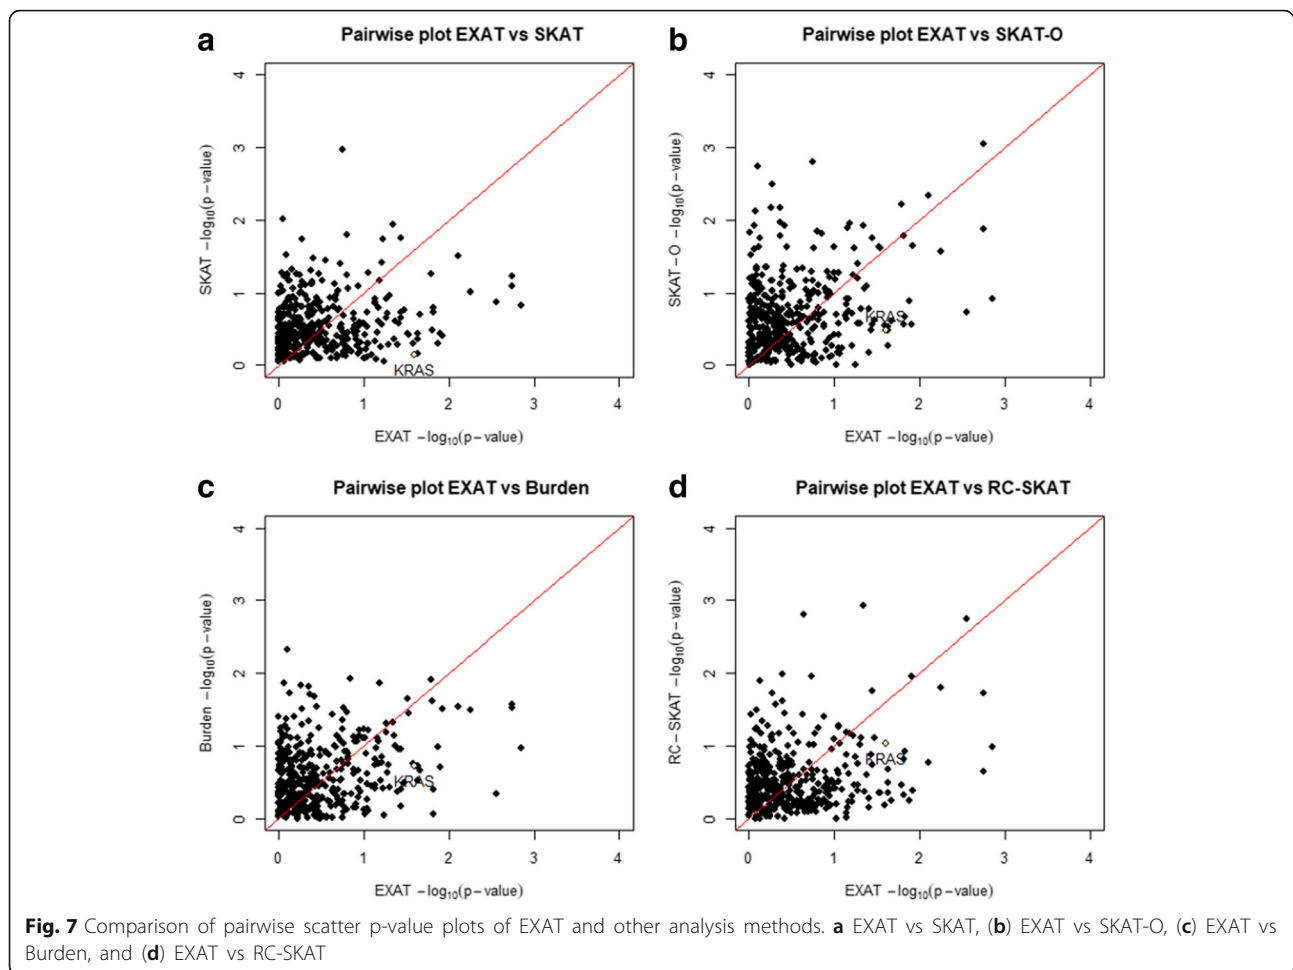 a
Pairwise plot EXAT vs SKAT
4
3
2
1
0
SKAT −log10(p−value)
KRAS
0 1 2 3 4
EXAT −log10(p−value)
b
Pairwise plot EXAT vs SKAT-O
4
3
2
1
0
SKAT−O −log10(p−value)
KRAS
0 1 2 3 4
EXAT −log10(p−value)
c
Pairwise plot EXAT vs Burden
4
3
2
1
0
Burden −log10(p−value)
KRAS
0 1 2 3 4
EXAT −log10(p−value)
d
Pairwise plot EXAT vs RC-SKAT
4
3
2
1
0
RC−SKAT −log10(p−value)
KRAS
0 1 2 3 4
EXAT −log10(p−value)
Fig. 7 Comparison of pairwise scatter p-value plots of EXAT and other analysis methods. a EXAT vs SKAT, (b) EXAT vs SKAT-O, (c) EXAT vs
Burden, and (d) EXAT vs RC-SKAT